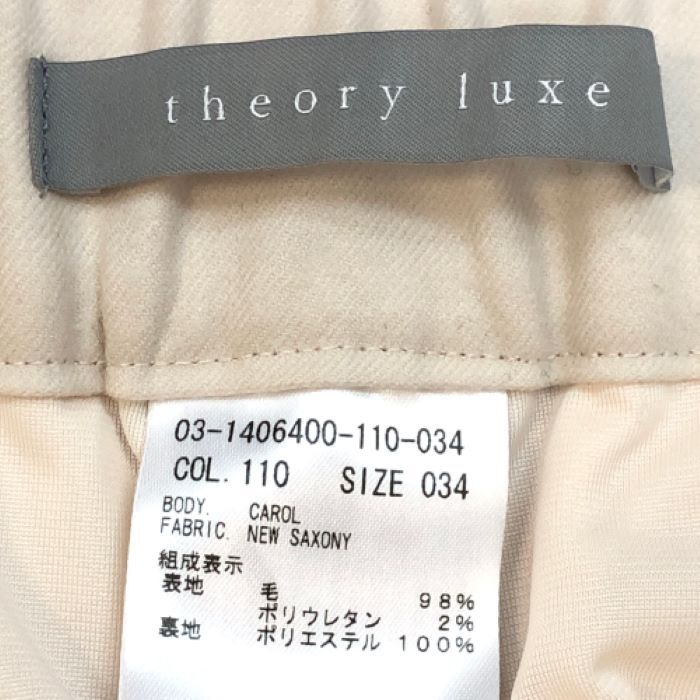 theory luxe
03-1406400-110-034
COL. 110 SIZE 034
BODY. CAROL
FABRIC. NEW SAXONY
組成表示
表地 毛 98%
ポリウレタン 2%
裏地 ポリエステル 100%